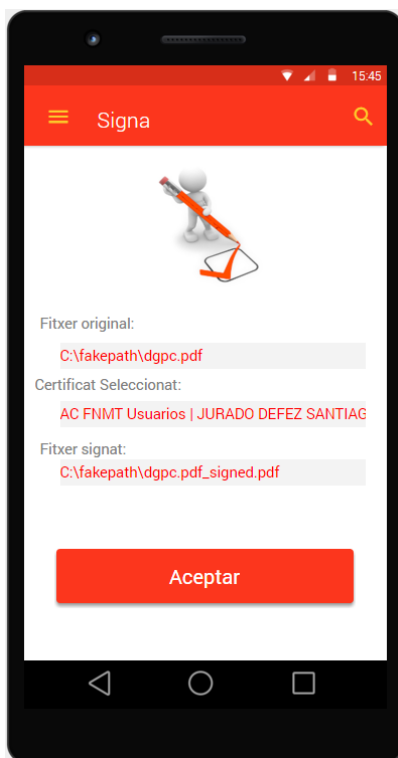 15:45
Signa
Fitxer original:
C:\fakepath\dgpc.pdf
Certificat Seleccionat:
AC FNMT Usuarios | JURADO DEFEZ SANTIAG
Fitxer signat:
C:\fakepath\dgpc.pdf_signed.pdf
Aceptar